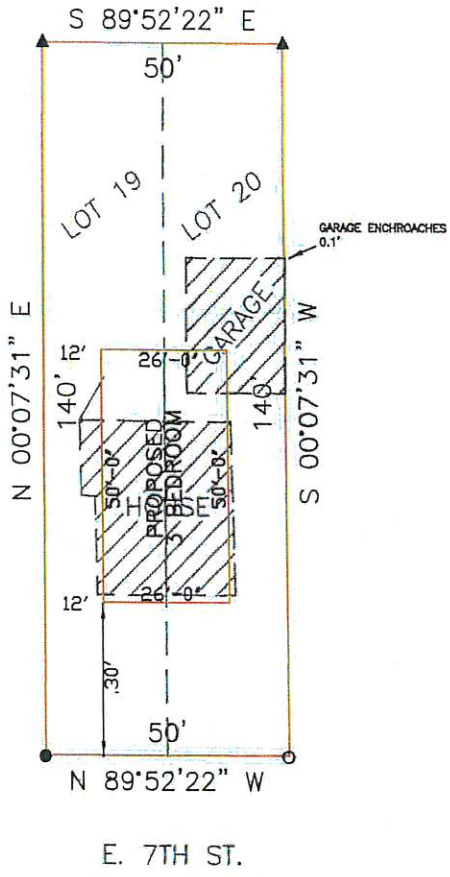 S 89°52'22" E
50'
LOT 19
LOT 20
GARAGE ENCHROACHES
0.1'
N 00°07'31" E
140'
S 00°07'31" W
140'
GARAGE
12'
26'-0"
PROPOSED
5 BEDROOM
HOUSE
50'-0"
50'-0"
12'
26'-0"
30'
50'
N 89°52'22" W
E. 7TH ST.